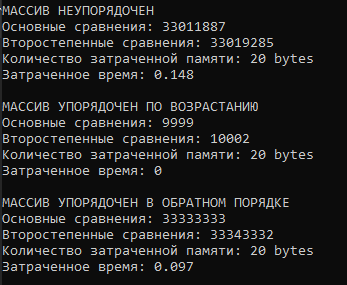 МАССИВ НЕУПОРЯДОЧЕН
Основные сравнения: 33011887
Второстепенные сравнения: 33019285
Количество затраченной памяти: 20 bytes
Затраченное время: 0.148
МАССИВ УПОРЯДОЧЕН ПО ВОЗРАСТАНИЮ
Основные сравнения: 9999
Второстепенные сравнения: 10002
Количество затраченной памяти: 20 bytes
Затраченное время: 0
МАССИВ УПОРЯДОЧЕН В ОБРАТНОМ ПОРЯДКЕ
Основные сравнения: 33333333
Второстепенные сравнения: 33343332
Количество затраченной памяти: 20 bytes
Затраченное время: 0.097